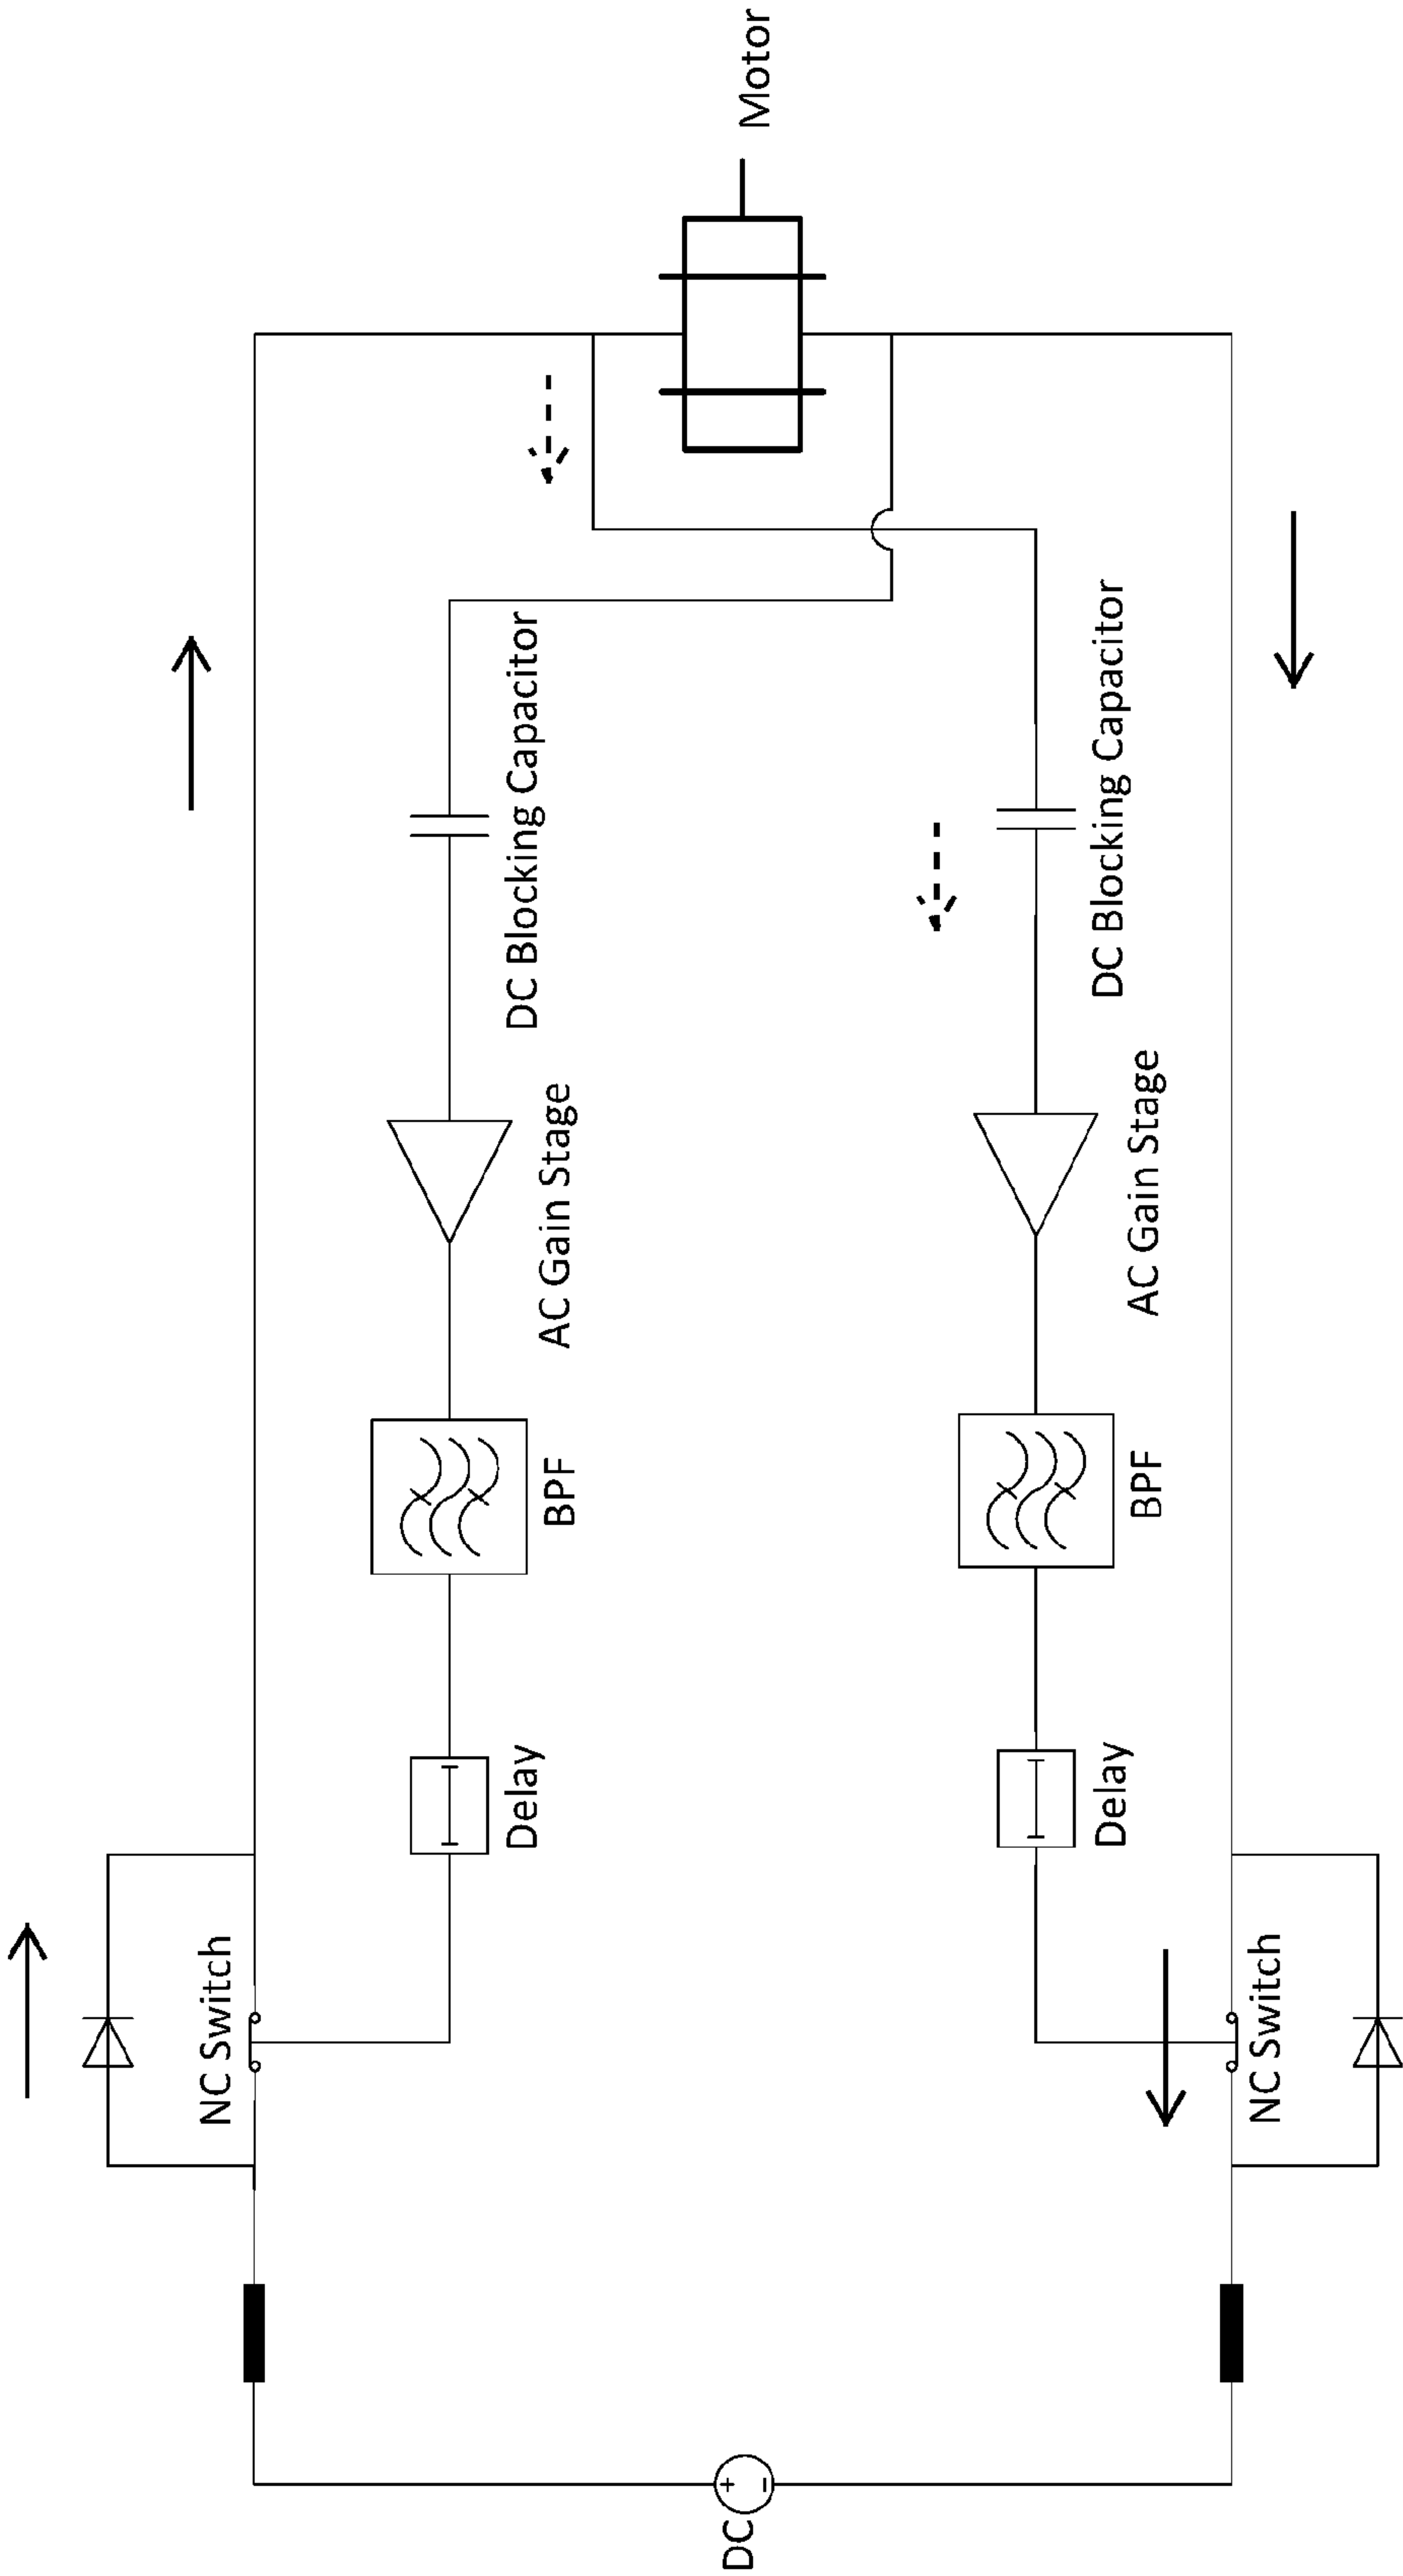 NC Switch
Delay
BPF
AC Gain Stage
DC Blocking Capacitor
DC
+
−
Motor
Delay
BPF
AC Gain Stage
DC Blocking Capacitor
NC Switch